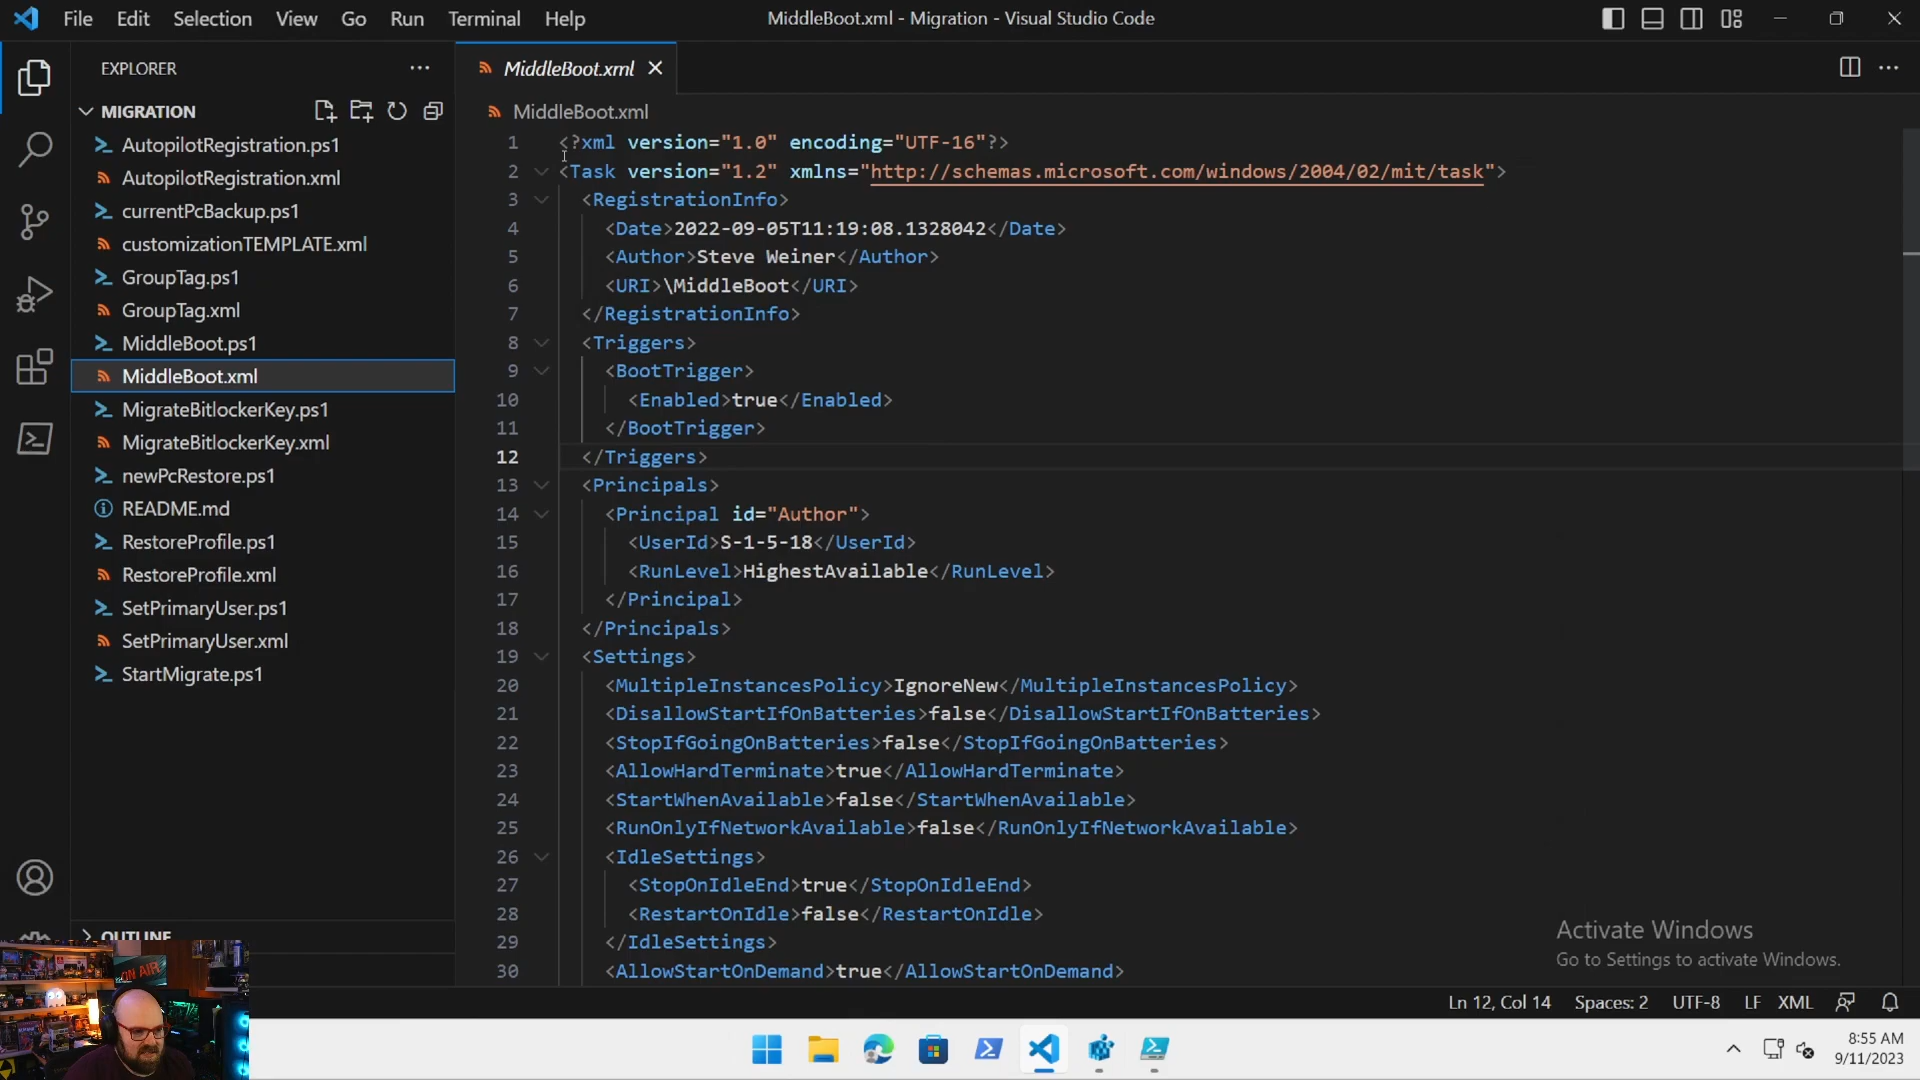 File Edit Selection View Go Run Terminal Help
MiddleBoot.xml - Migration - Visual Studio Code
EXPLORER
MIGRATION
AutopilotRegistration.ps1
AutopilotRegistration.xml
currentPcBackup.ps1
customizationTEMPLATE.xml
GroupTag.ps1
GroupTag.xml
MiddleBoot.ps1
MiddleBoot.xml
MigrateBitlockerKey.ps1
MigrateBitlockerKey.xml
newPcRestore.ps1
README.md
RestoreProfile.ps1
RestoreProfile.xml
SetPrimaryUser.ps1
SetPrimaryUser.xml
StartMigrate.ps1
OUTLINE
ON AIR
MiddleBoot.xml
MiddleBoot.xml
1 <?xml version="1.0" encoding="UTF-16"?>
2 <Task version="1.2" xmlns="http://schemas.microsoft.com/windows/2004/02/mit/task">
3 <RegistrationInfo>
4 <Date>2022-09-05T11:19:08.1328042</Date>
5 <Author>Steve Weiner</Author>
6 <URI>\MiddleBoot</URI>
7 </RegistrationInfo>
8 <Triggers>
9 <BootTrigger>
10 <Enabled>true</Enabled>
11 </BootTrigger>
12 </Triggers>
13 <Principals>
14 <Principal id="Author">
15 <UserId>S-1-5-18</UserId>
16 <RunLevel>HighestAvailable</RunLevel>
17 </Principal>
18 </Principals>
19 <Settings>
20 <MultipleInstancesPolicy>IgnoreNew</MultipleInstancesPolicy>
21 <DisallowStartIfOnBatteries>false</DisallowStartIfOnBatteries>
22 <StopIfGoingOnBatteries>false</StopIfGoingOnBatteries>
23 <AllowHardTerminate>true</AllowHardTerminate>
24 <StartWhenAvailable>false</StartWhenAvailable>
25 <RunOnlyIfNetworkAvailable>false</RunOnlyIfNetworkAvailable>
26 <IdleSettings>
27 <StopOnIdleEnd>true</StopOnIdleEnd>
28 <RestartOnIdle>false</RestartOnIdle>
29 </IdleSettings>
30 <AllowStartOnDemand>true</AllowStartOnDemand>
Activate Windows
Go to Settings to activate Windows.
Ln 12, Col 14 Spaces: 2 UTF-8 LF XML
8:55 AM
9/11/2023